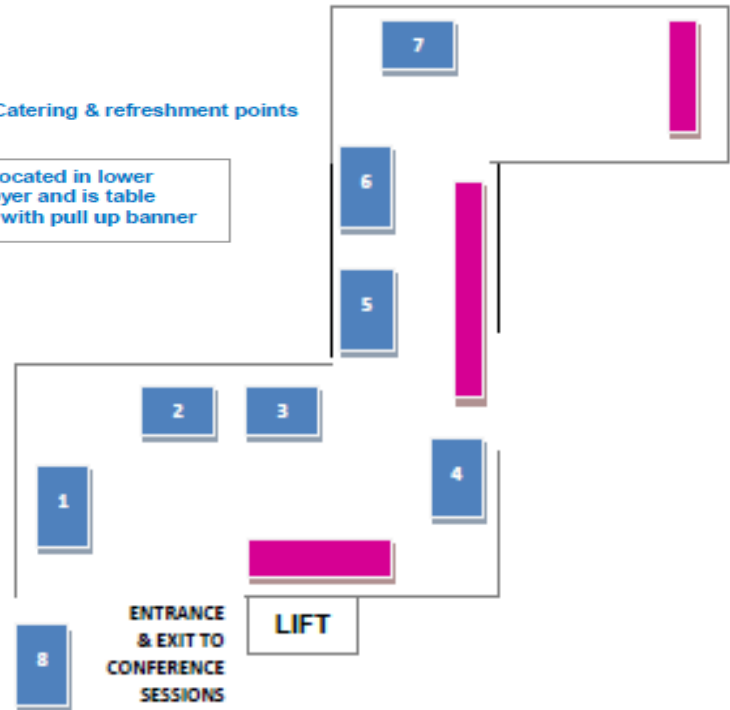 7
Catering & refreshment points
ocated in lower
yer and is table
with pull up banner
6
5
2
3
4
1
ENTRANCE
& EXIT TO
CONFERENCE
SESSIONS
LIFT
8